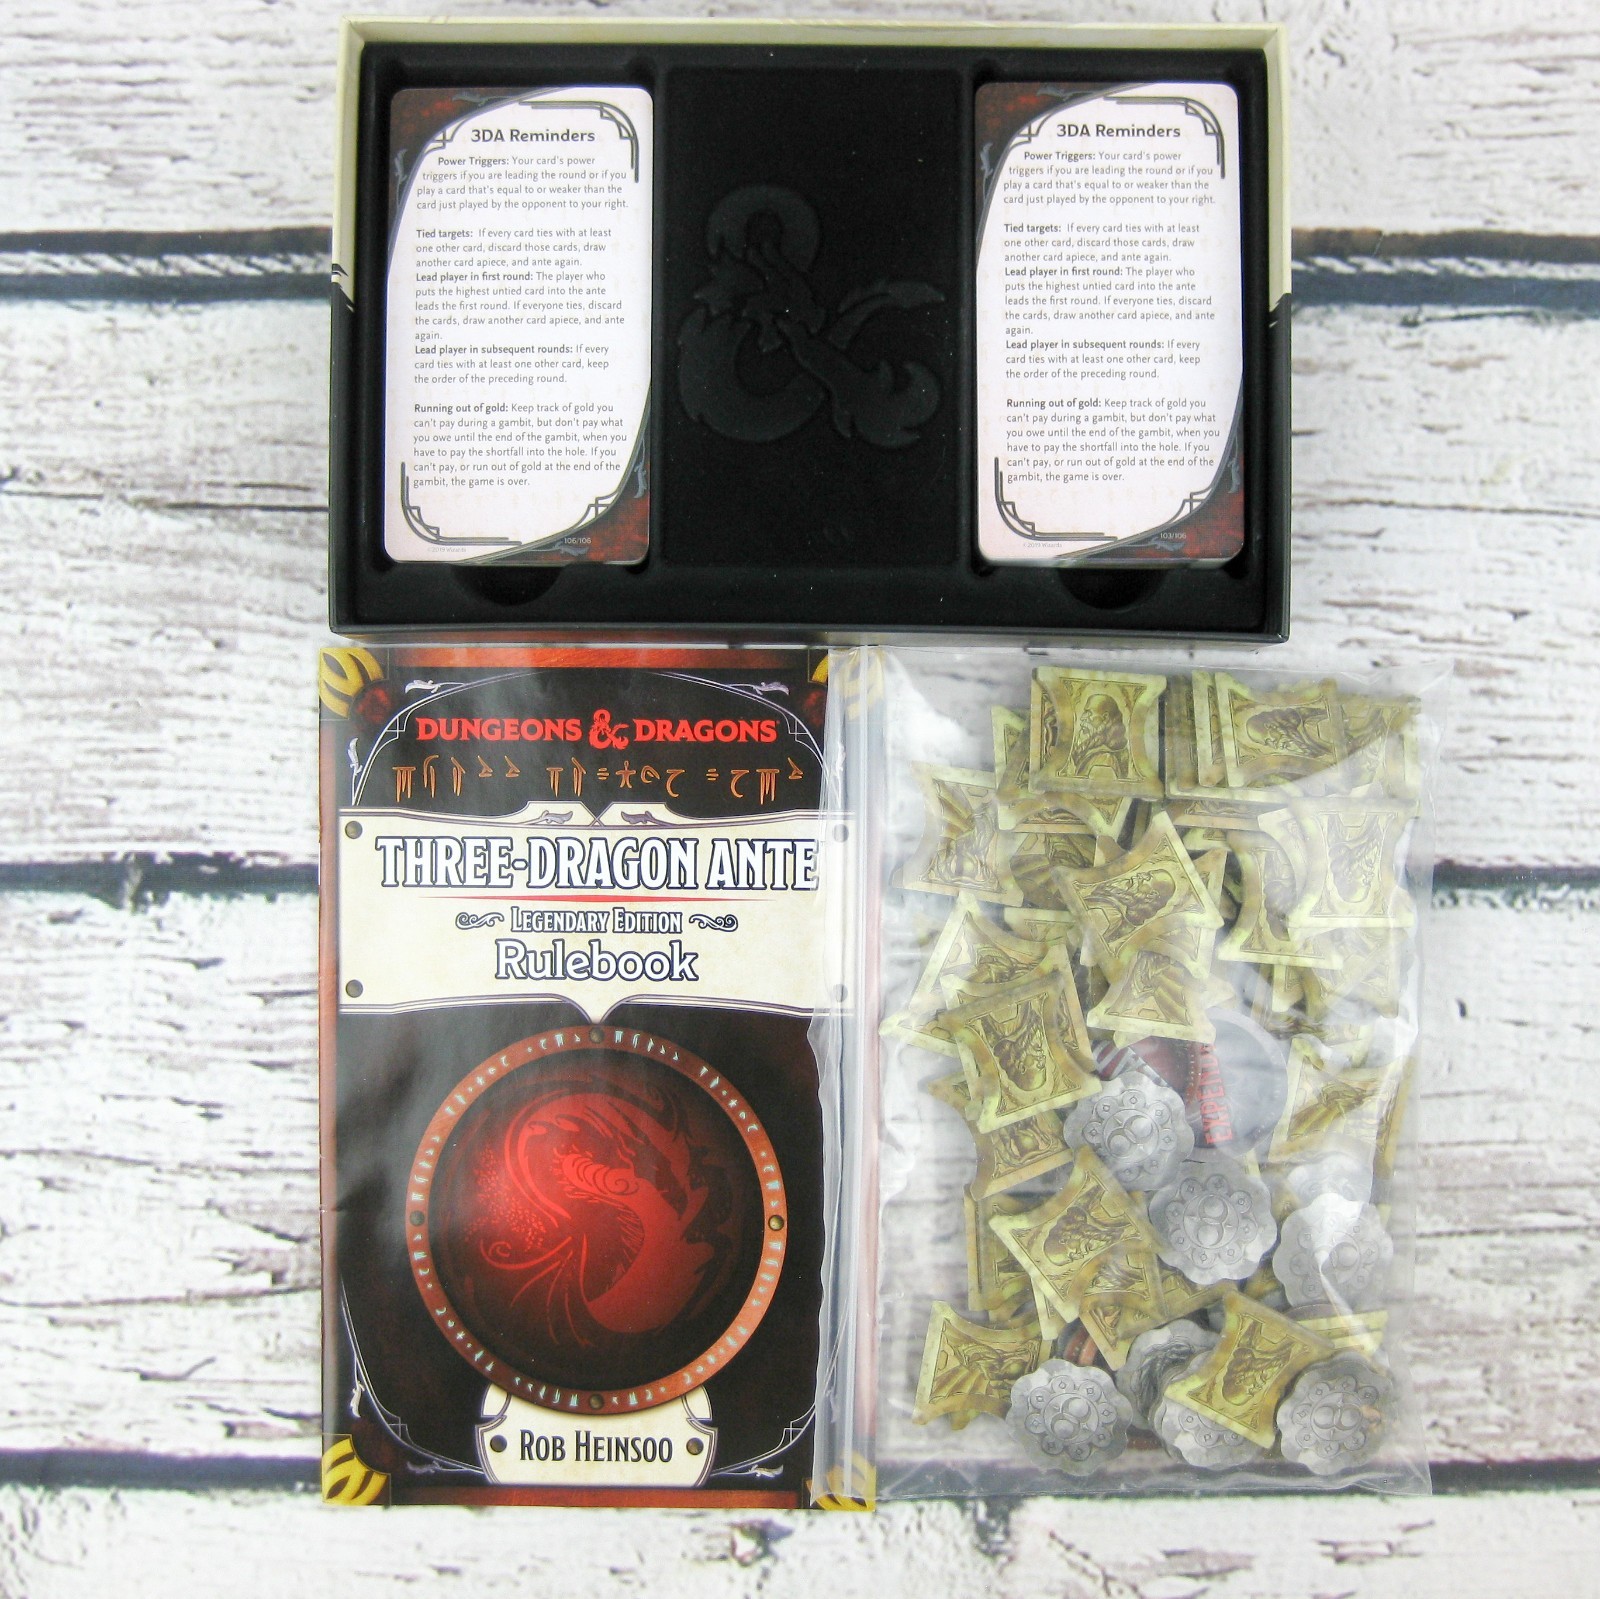 3DA Reminders
Power Triggers: Your card's power
triggers if you are leading the round or if you
play a card that's equal to or weaker than the
card just played by the opponent to your right.
Tied targets: If every card ties with at least
one other card, discard those cards, draw
another card apiece, and ante again.
Lead player in first round: The player who
puts the highest untied card into the ante
leads the first round. If everyone ties, discard
the cards, draw another card apiece, and ante
again.
Lead player in subsequent rounds: If every
card ties with at least one other card, keep
the order of the preceding round.
Running out of gold: Keep track of gold you
can't pay during a gambit, but don't pay what
you owe until the end of the gambit, when you
have to pay the shortfall into the hole. If you
can't pay, or run out of gold at the end of the
gambit, the game is over.
©2019 Wizards
106/106
3DA Reminders
Power Triggers: Your card's power
triggers if you are leading the round or if you
play a card that's equal to or weaker than the
card just played by the opponent to your right.
Tied targets: If every card ties with at least
one other card, discard those cards, draw
another card apiece, and ante again.
Lead player in first round: The player who
puts the highest untied card into the ante
leads the first round. If everyone ties, discard
the cards, draw another card apiece, and ante
again.
Lead player in subsequent rounds: If every
card ties with at least one other card, keep
the order of the preceding round.
Running out of gold: Keep track of gold you
can't pay during a gambit, but don't pay what
you owe until the end of the gambit, when you
have to pay the shortfall into the hole. If you
can't pay, or run out of gold at the end of the
gambit, the game is over.
©2019 Wizards
103/106
DUNGEONS & DRAGONS
THREE-DRAGON ANTE
LEGENDARY EDITION
Rulebook
ROB HEINSOO